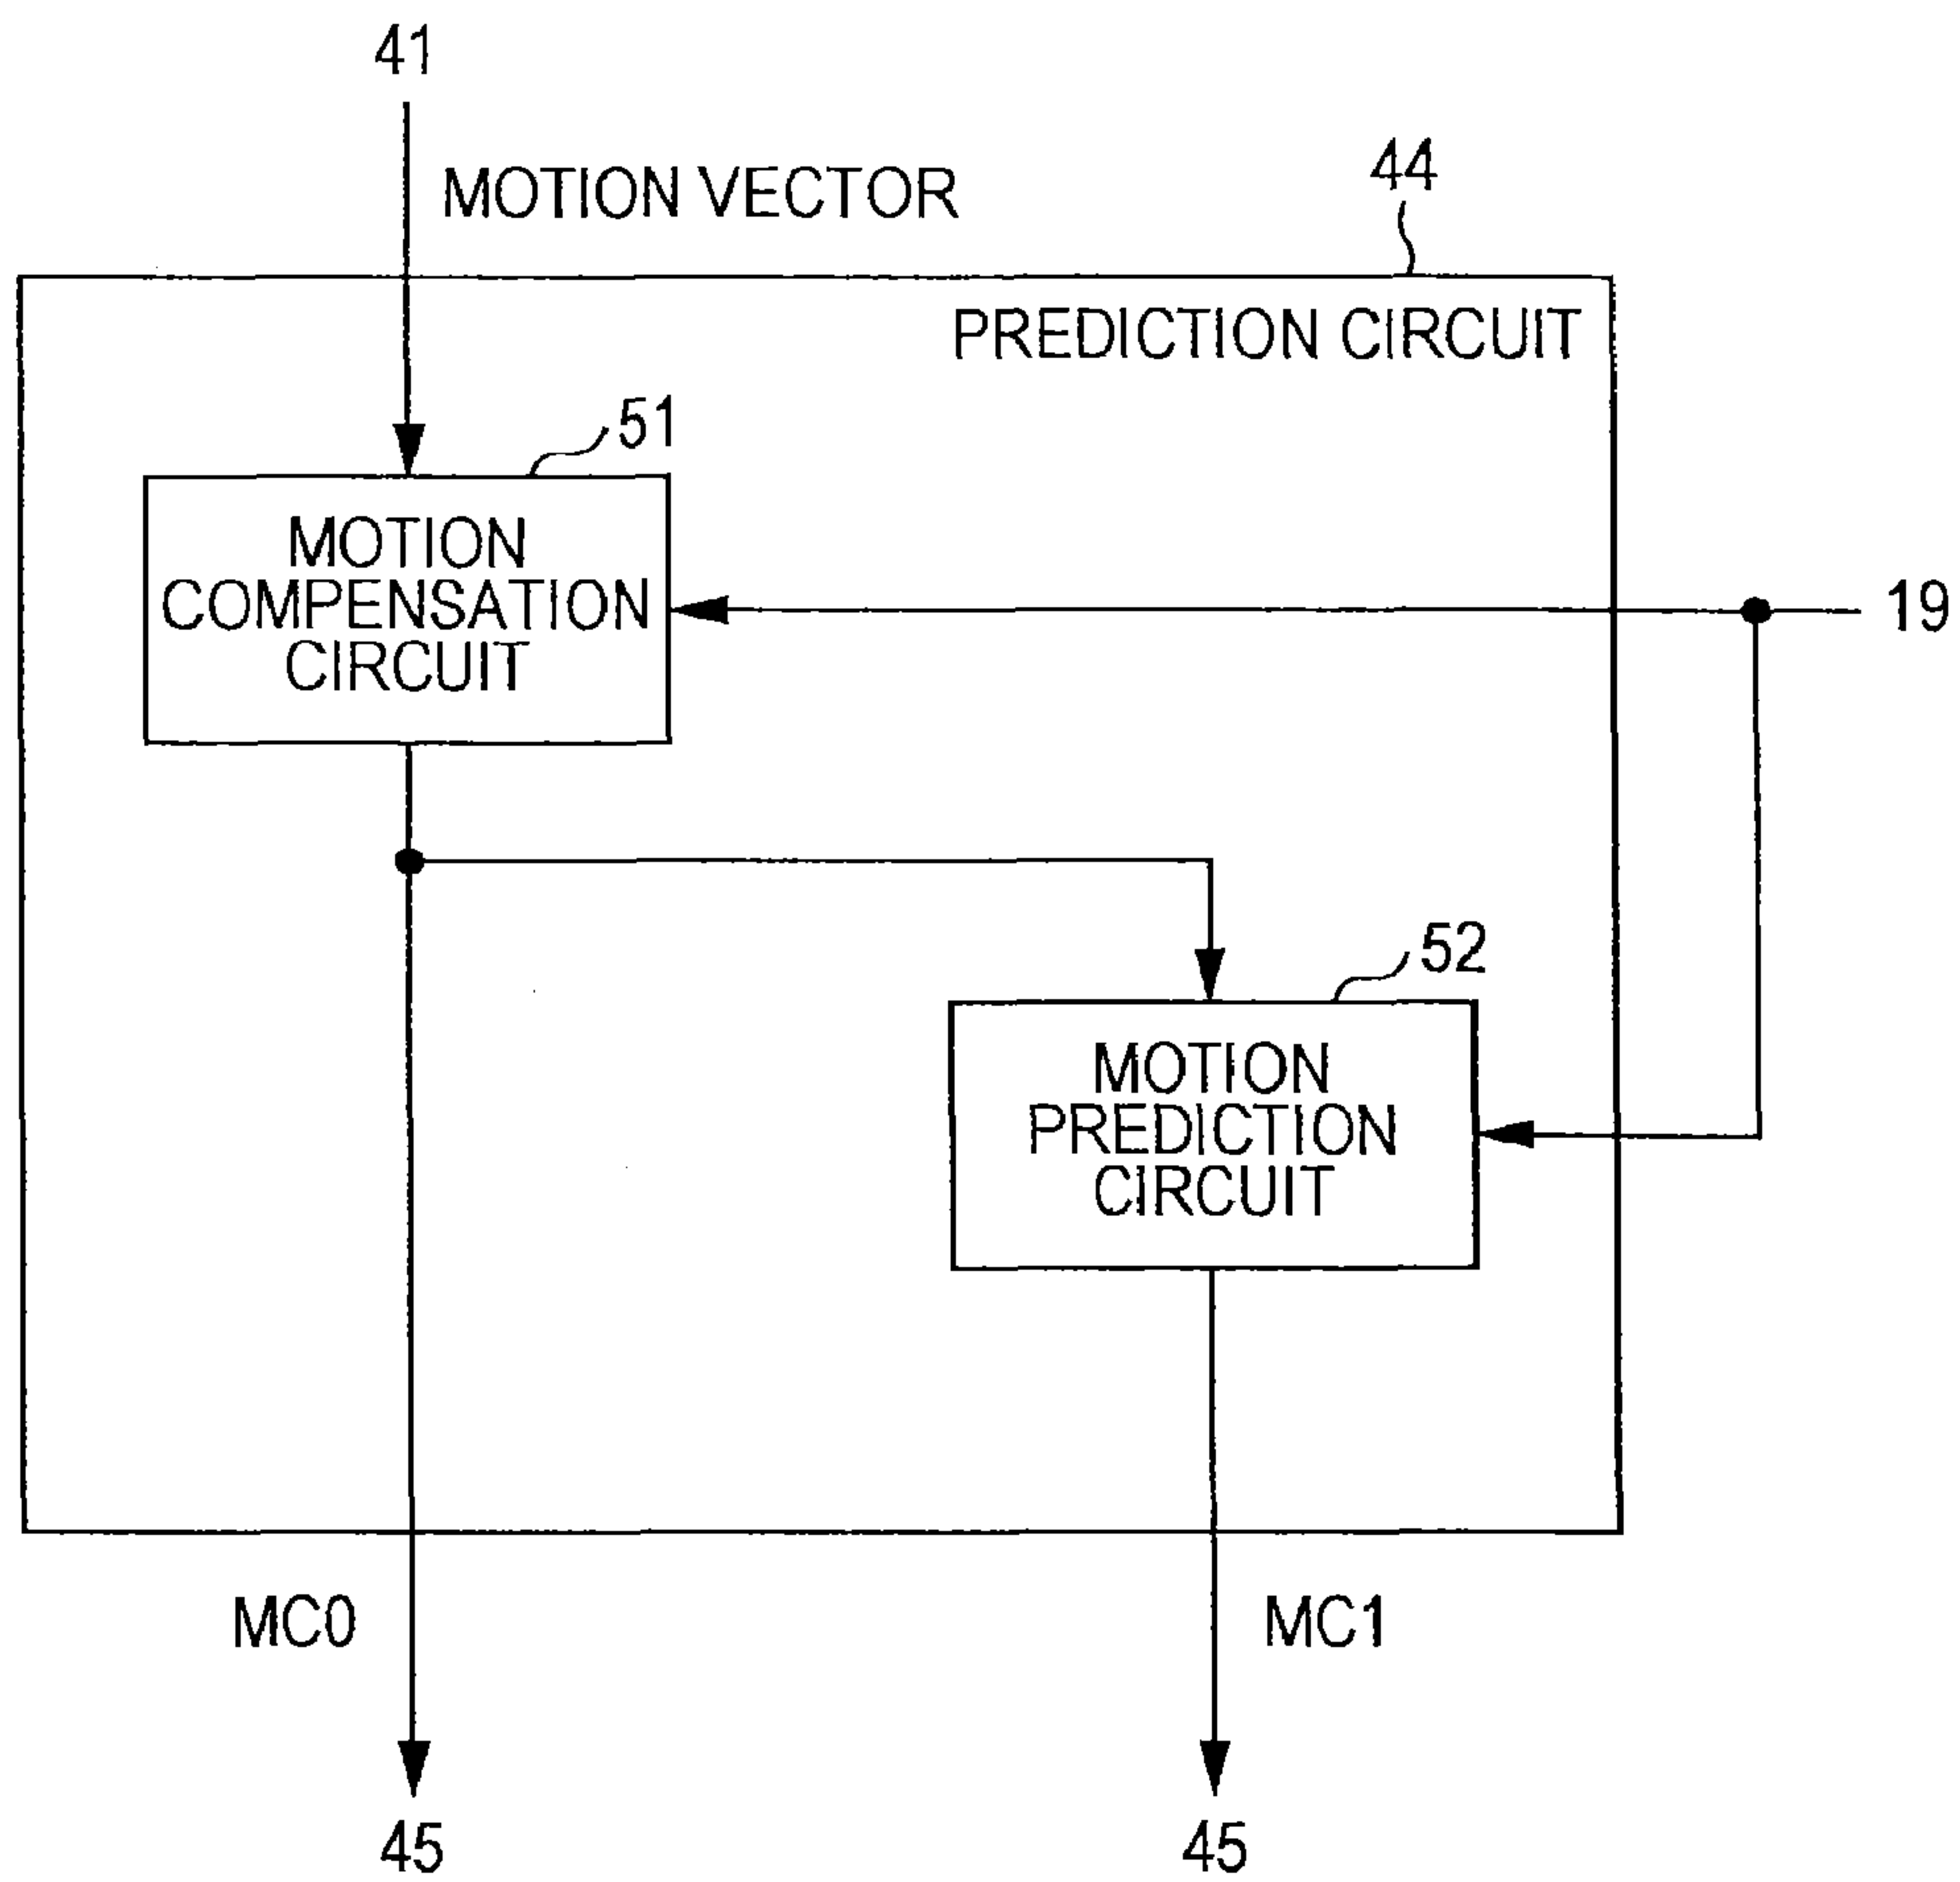 41
MOTION VECTOR
44
PREDICTION CIRCUIT
51
MOTION
COMPENSATION
CIRCUIT
19
52
MOTION
PREDICTION
CIRCUIT
MC0
MC1
45
45